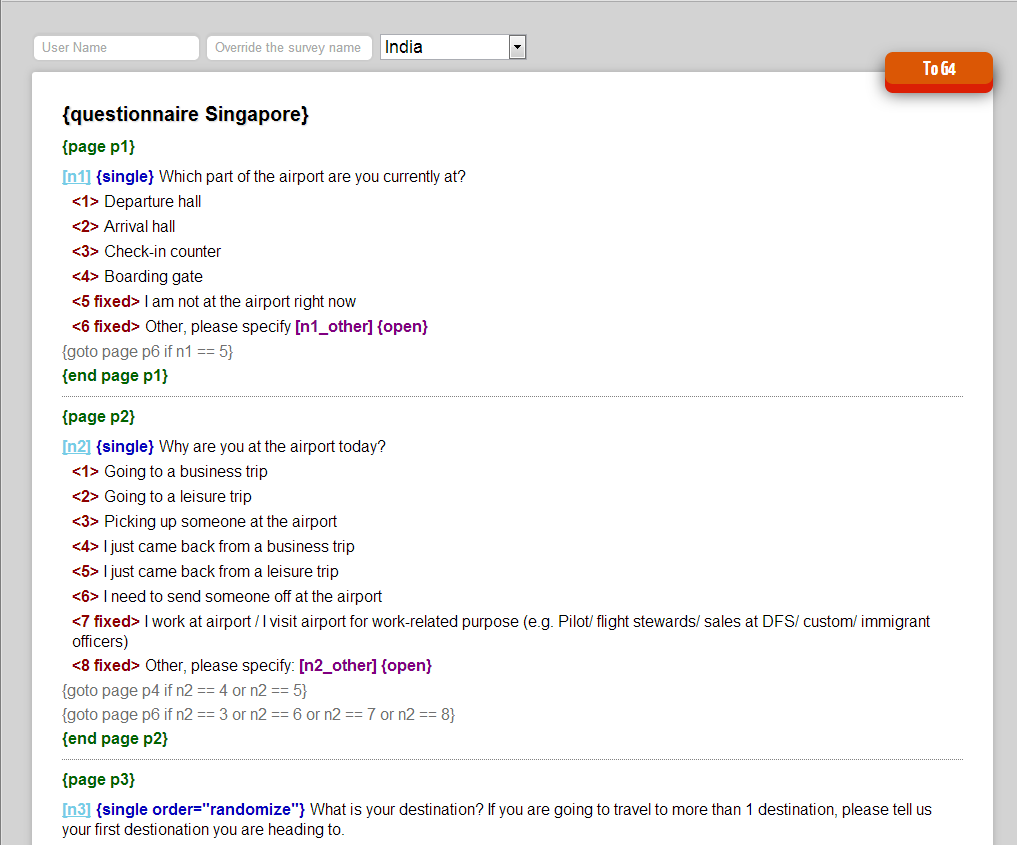 User Name
Override the survey name
India
To G4
{questionnaire Singapore}
{page p1}
[n1] {single} Which part of the airport are you currently at?
<1> Departure hall
<2> Arrival hall
<3> Check-in counter
<4> Boarding gate
<5 fixed> I am not at the airport right now
<6 fixed> Other, please specify [n1_other] {open}
{goto page p6 if n1 == 5}
{end page p1}
{page p2}
[n2] {single} Why are you at the airport today?
<1> Going to a business trip
<2> Going to a leisure trip
<3> Picking up someone at the airport
<4> I just came back from a business trip
<5> I just came back from a leisure trip
<6> I need to send someone off at the airport
<7 fixed> I work at airport / I visit airport for work-related purpose (e.g. Pilot/ flight stewards/ sales at DFS/ custom/ immigrant
officers)
<8 fixed> Other, please specify: [n2_other] {open}
{goto page p4 if n2 == 4 or n2 == 5}
{goto page p6 if n2 == 3 or n2 == 6 or n2 == 7 or n2 == 8}
{end page p2}
{page p3}
[n3] {single order="randomize"} What is your destination? If you are going to travel to more than 1 destination, please tell us
your first destionation you are heading to.